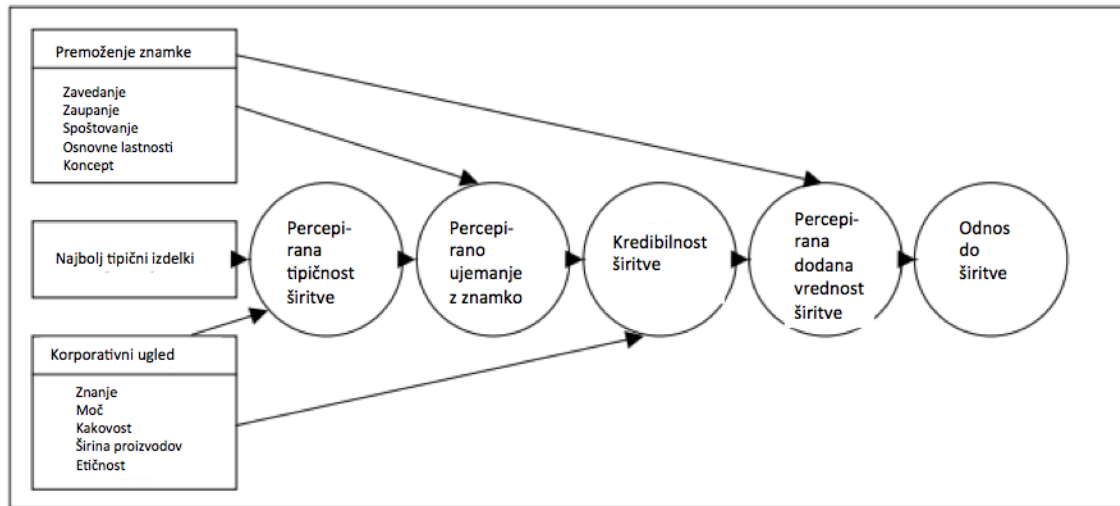 Premoženje znamke
Zavedanje
Zaupanje
Spoštovanje
Osnovne lastnosti
Koncept
Najbolj tipični izdelki
Korporativni ugled
Znanje
Moč
Kakovost
Širina proizvodov
Etičnost
Percepi-
rana
tipičnost
širitve
Percepi-
rano
ujemanje
z znamko
Kredibilnost
širitve
Percepi-
rana
dodana
vrednost
širitve
Odnos
do
širitve